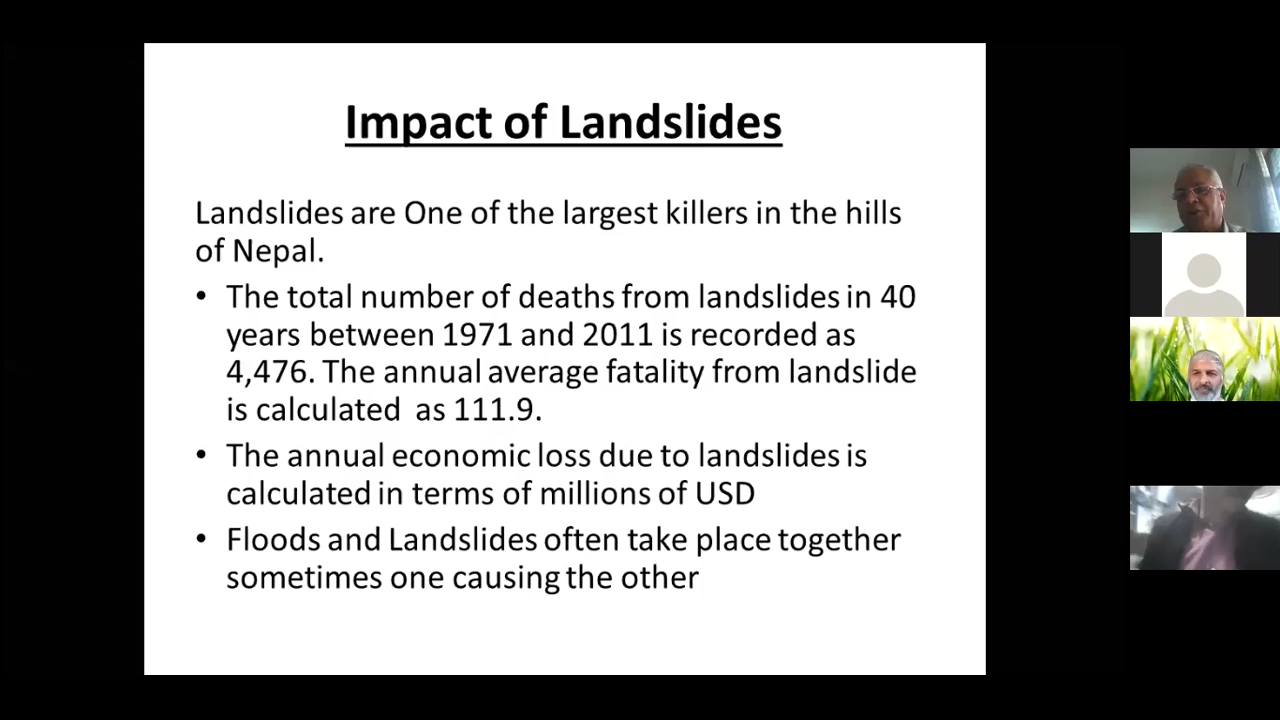 Impact of Landslides
Landslides are One of the largest killers in the hills
of Nepal.
• The total number of deaths from landslides in 40
years between 1971 and 2011 is recorded as
4,476. The annual average fatality from landslide
is calculated as 111.9.
• The annual economic loss due to landslides is
calculated in terms of millions of USD
• Floods and Landslides often take place together
sometimes one causing the other